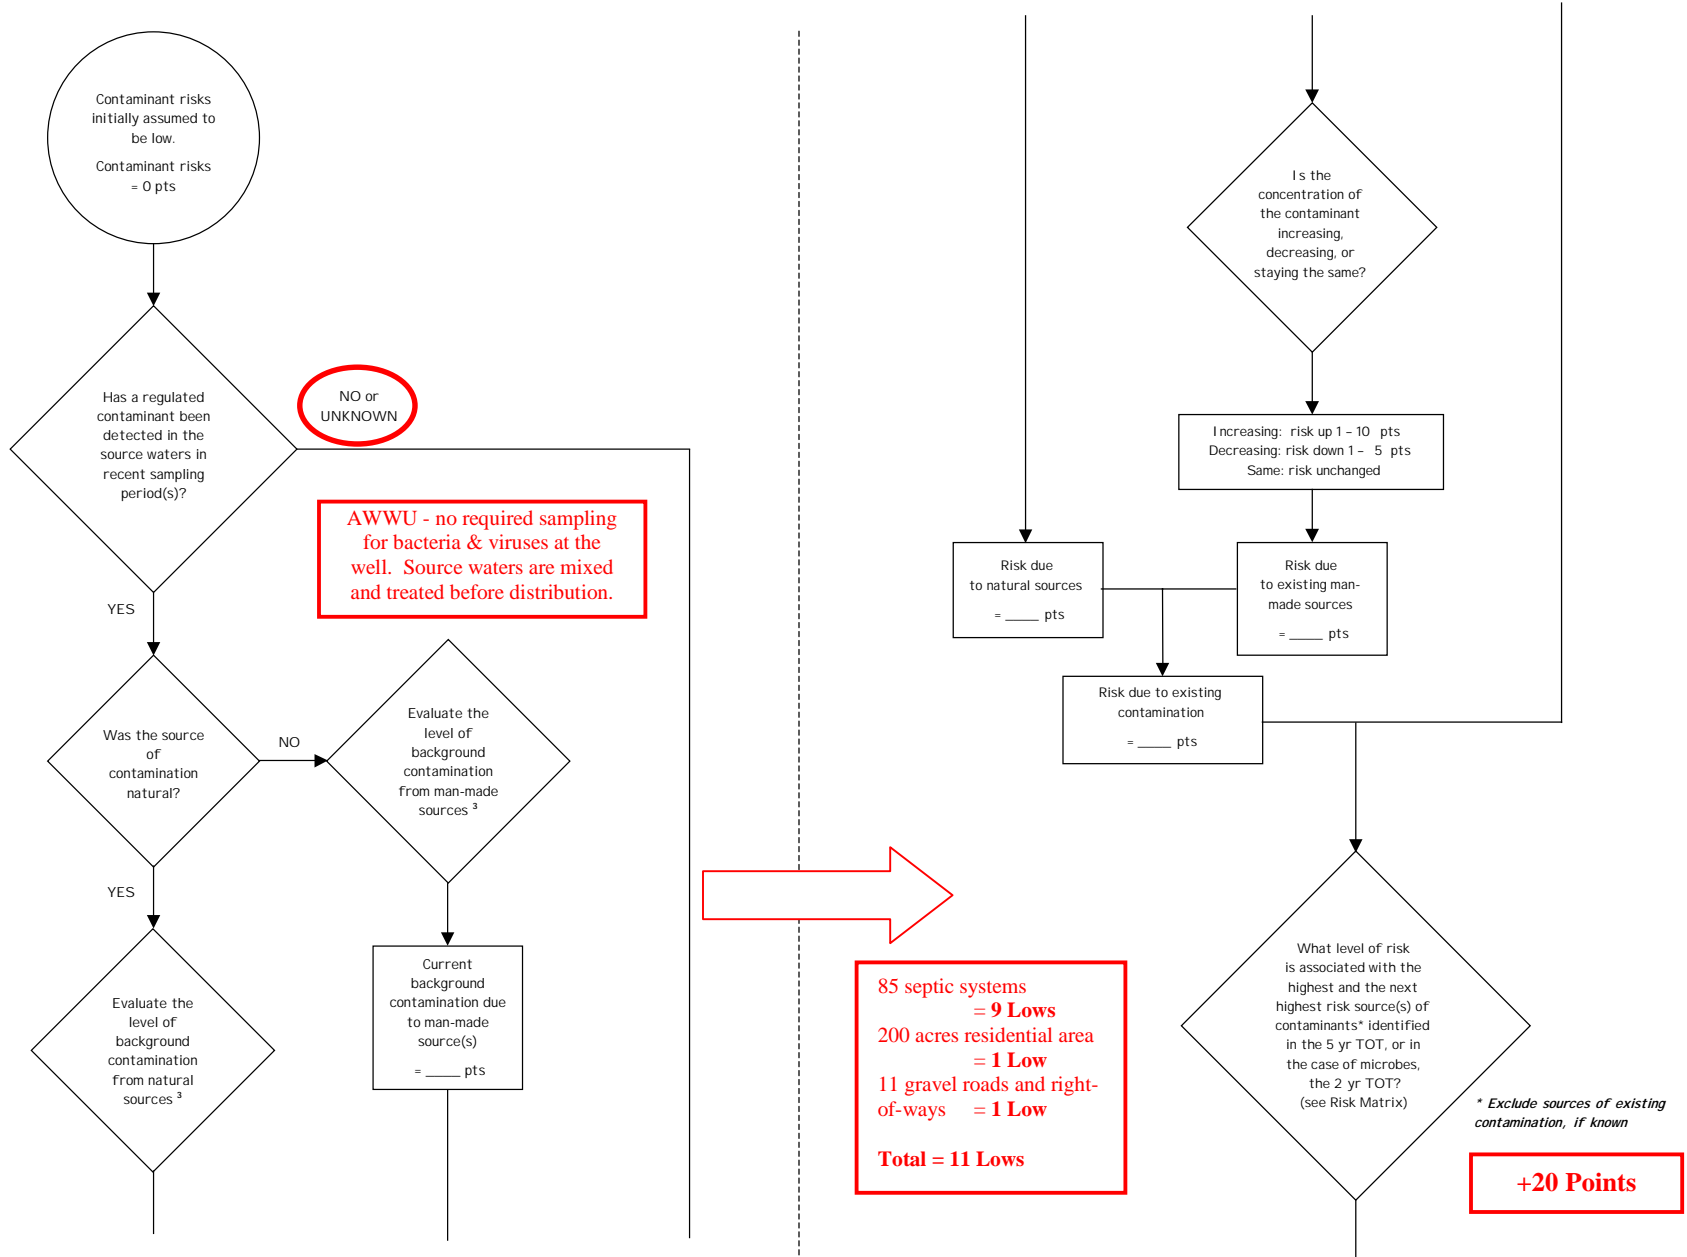 Contaminant risks
initially assumed to
be low.
Contaminant risks
= 0 pts
Has a regulated
contaminant been
detected in the
source waters in
recent sampling
period(s)?
NO or
UNKNOWN
AWWU - no required sampling
for bacteria & viruses at the
well. Source waters are mixed
and treated before distribution.
YES
Was the source
of
contamination
natural?
NO
Evaluate the
level of
background
contamination
from man-made
sources ³
YES
Evaluate the
level of
background
contamination
from natural
sources ³
Current
background
contamination due
to man-made
source(s)
= _____ pts
Is the
concentration of
the contaminant
increasing,
decreasing, or
staying the same?
Increasing: risk up 1 – 10 pts
Decreasing: risk down 1 – 5 pts
Same: risk unchanged
Risk due
to natural sources
= _____ pts
Risk due
to existing man-
made sources
= _____ pts
Risk due to existing
contamination
= _____ pts
85 septic systems
= 9 Lows
200 acres residential area
= 1 Low
11 gravel roads and right-
of-ways = 1 Low
Total = 11 Lows
What level of risk
is associated with the
highest and the next
highest risk source(s) of
contaminants* identified
in the 5 yr TOT, or in
the case of microbes,
the 2 yr TOT?
(see Risk Matrix)
* Exclude sources of existing
contamination, if known
+20 Points